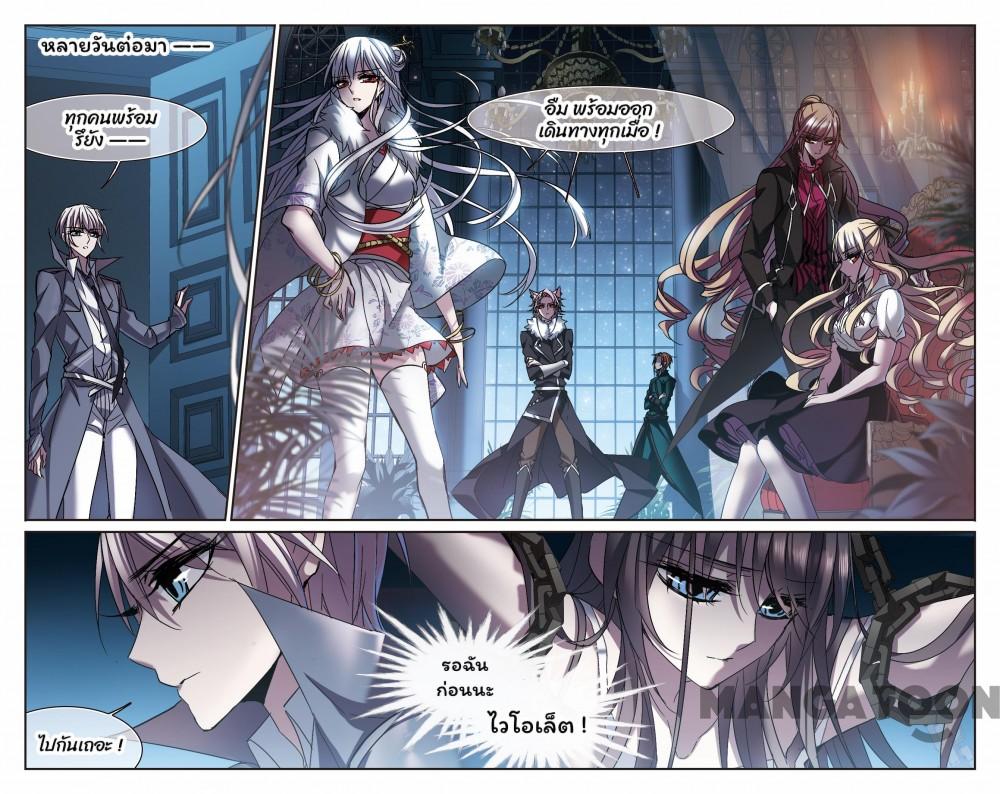 หลายวันต่อมา ——
ทุกคนพร้อม
รึยัง ——
อืม พร้อมออก
เดินทางทุกเมื่อ !
รอฉัน
ก่อนนะ
ไวโอเล็ต !
ไปกันเถอะ !
MANGATOON